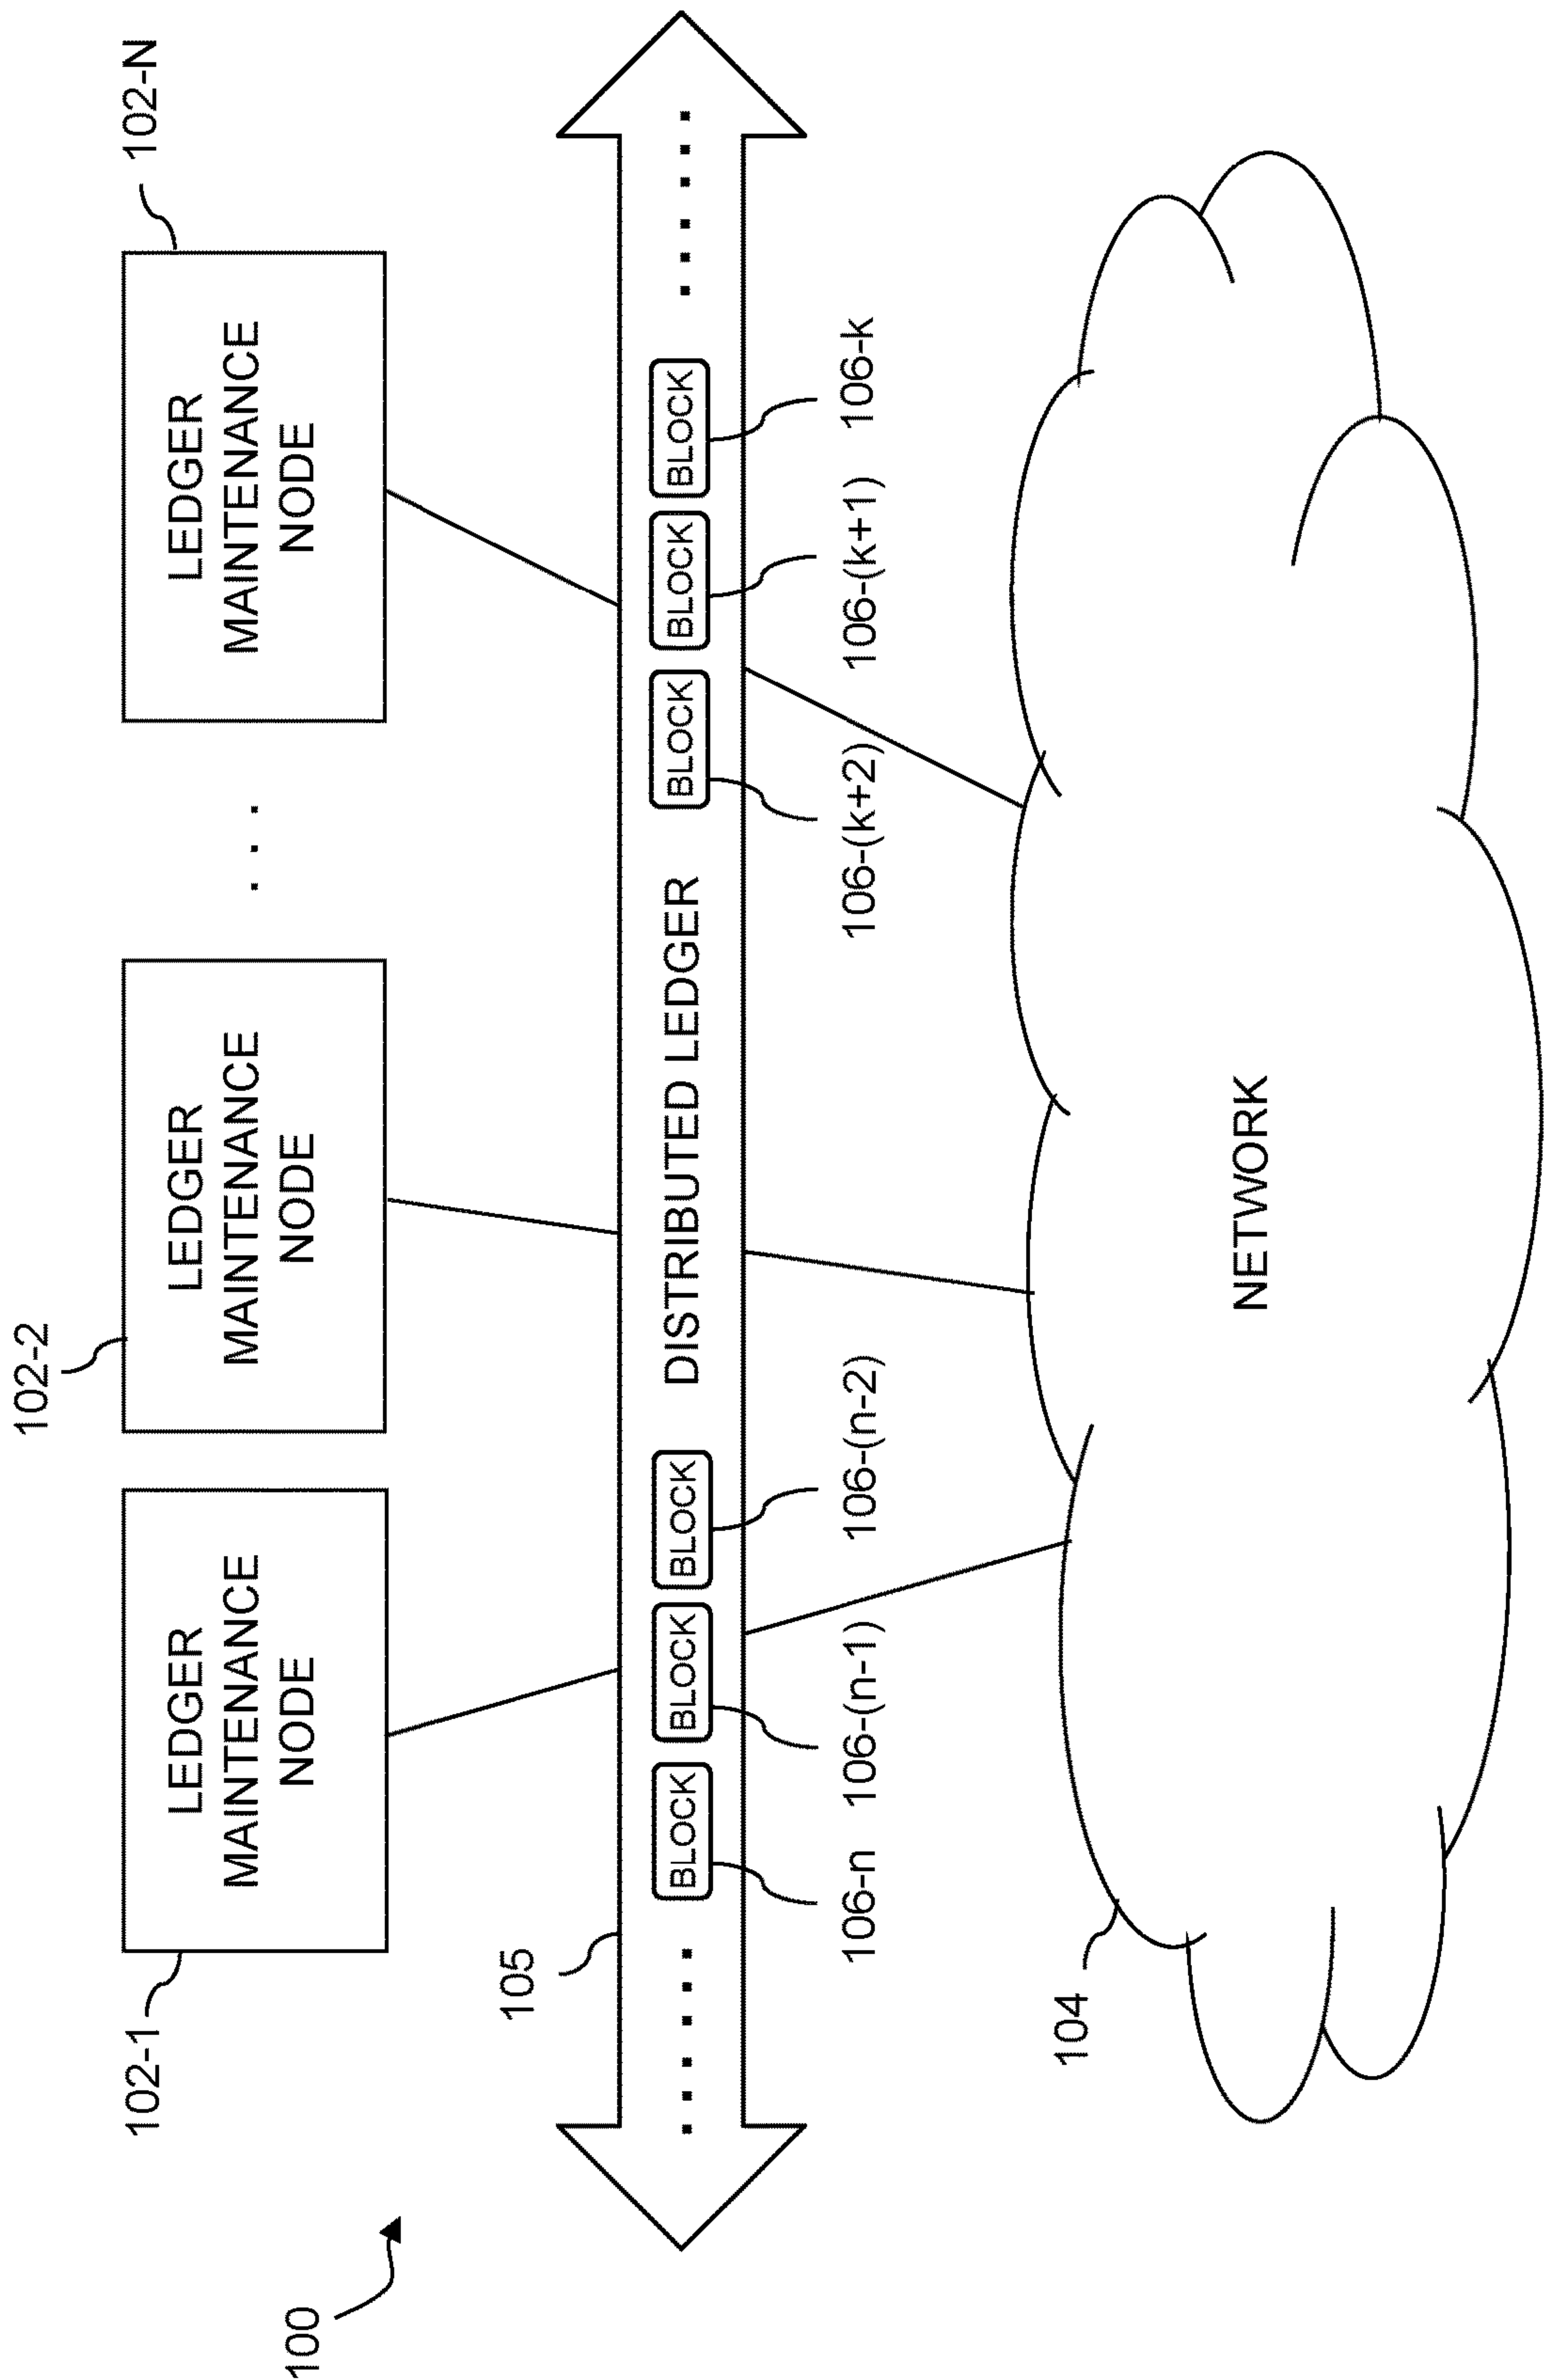 102-2
102-N
102-1
LEDGER
MAINTENANCE
NODE
LEDGER
MAINTENANCE
NODE
. . .
LEDGER
MAINTENANCE
NODE
100
105
. . . . . .
BLOCK
BLOCK
BLOCK
DISTRIBUTED LEDGER
BLOCK
BLOCK
BLOCK
. . . . . .
106-n
106-(n-1)
106-(n-2)
106-(k+2)
106-(k+1)
106-k
104
NETWORK